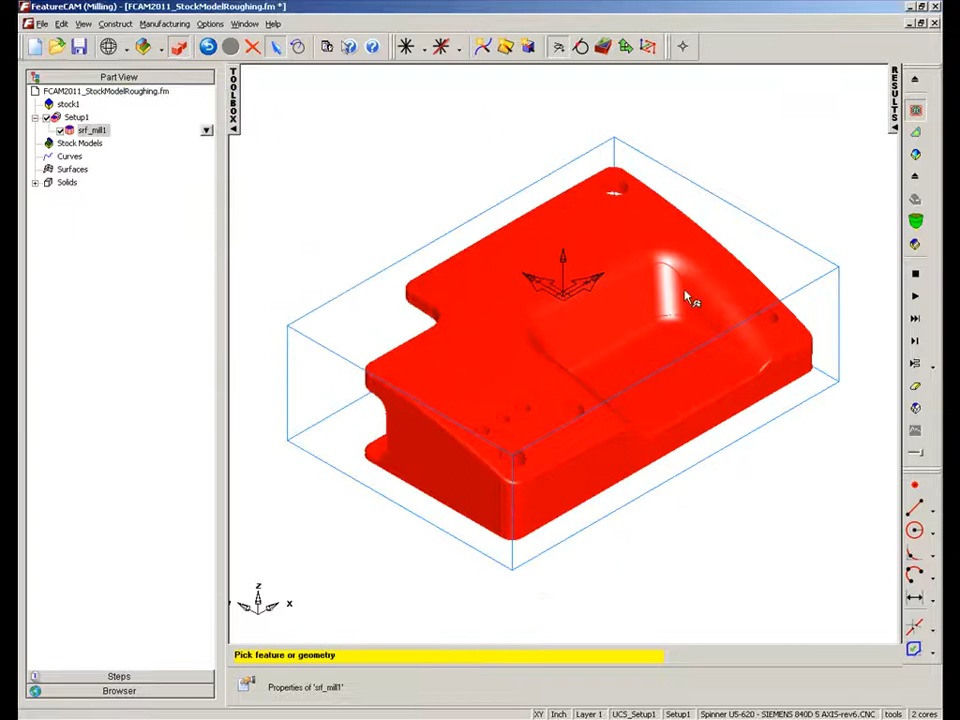 FeatureCAM (Milling) - [FCAM2011_StockModelRoughing.fm *]
File Edit View Construct Manufacturing Options Window Help
Part View
FCAM2011_StockModelRoughing.fm
stock1
Setup1
srf_mill1
Stock Models
Curves
Surfaces
Solids
TOOLBOX
RESULTS
Z
X
Pick feature or geometry
Steps
Browser
Properties of 'srf_mill1'
XY Inch Layer 1 UCS_Setup1 Setup1 Spinner U5-620 - SIEMENS 840D 5 AXIS-rev6.CNC tools 2 cores